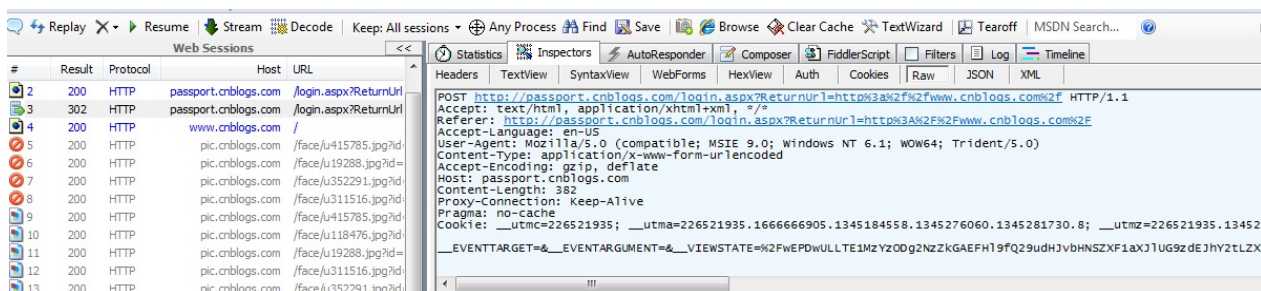 Replay X Resume Stream Decode Keep: All sessions Any Process Find Save Browse Clear Cache TextWizard Tearoff MSDN Search...
Web Sessions <<
# Result Protocol Host URL
2 200 HTTP passport.cnblogs.com /login.aspx?ReturnUrl
3 302 HTTP passport.cnblogs.com /login.aspx?ReturnUrl
4 200 HTTP www.cnblogs.com /
5 200 HTTP pic.cnblogs.com /face/u415785.jpg?id=
6 200 HTTP pic.cnblogs.com /face/u19288.jpg?id=
7 200 HTTP pic.cnblogs.com /face/u352291.jpg?id=
8 200 HTTP pic.cnblogs.com /face/u311516.jpg?id=
9 200 HTTP pic.cnblogs.com /face/u415785.jpg?id=
10 200 HTTP pic.cnblogs.com /face/u118476.jpg?id=
11 200 HTTP pic.cnblogs.com /face/u19288.jpg?id=
12 200 HTTP pic.cnblogs.com /face/u311516.jpg?id=
13 200 HTTP pic.cnblogs.com /face/u352291.jpg?id=
Statistics Inspectors AutoResponder Composer FiddlerScript Filters Log Timeline
Headers TextView SyntaxView WebForms HexView Auth Cookies Raw JSON XML
POST http://passport.cnblogs.com/login.aspx?ReturnUrl=http%3a%2f%2fwww.cnblogs.com%2f HTTP/1.1
Accept: text/html, application/xhtml+xml, */*
Referer: http://passport.cnblogs.com/login.aspx?ReturnUrl=http%3A%2F%2Fwww.cnblogs.com%2F
Accept-Language: en-US
User-Agent: Mozilla/5.0 (compatible; MSIE 9.0; Windows NT 6.1; WOW64; Trident/5.0)
Content-Type: application/x-www-form-urlencoded
Accept-Encoding: gzip, deflate
Host: passport.cnblogs.com
Content-Length: 382
Proxy-Connection: Keep-Alive
Pragma: no-cache
Cookie: __utmc=226521935; __utma=226521935.1666666905.1345184558.1345276060.1345281730.8; __utmz=226521935.13452
__EVENTTARGET=&__EVENTARGUMENT=&__VIEWSTATE=%2FwEPDwULLTE1MzYzODg2NzZkGAEFHl9fQ29udHJvbHNSZXF1aXJlUG9zdEJhY2tLZX